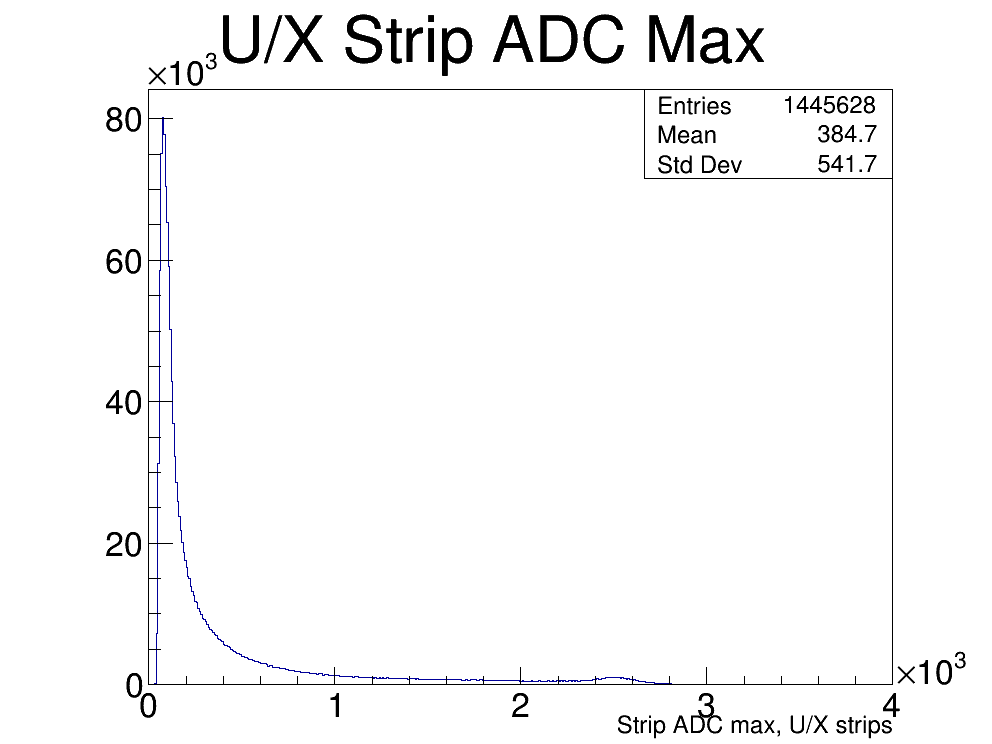 U/X Strip ADC Max
×10³
Entries 1445628
Mean 384.7
Std Dev 541.7
80
60
40
20
0
0 1 2 3 4
×10³
Strip ADC max, U/X strips